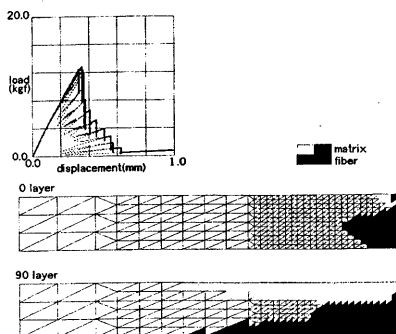 20.0
load
(kgf)
0.0
0.0
1.0
displacement(mm)
matrix
fiber
0 layer
90 layer